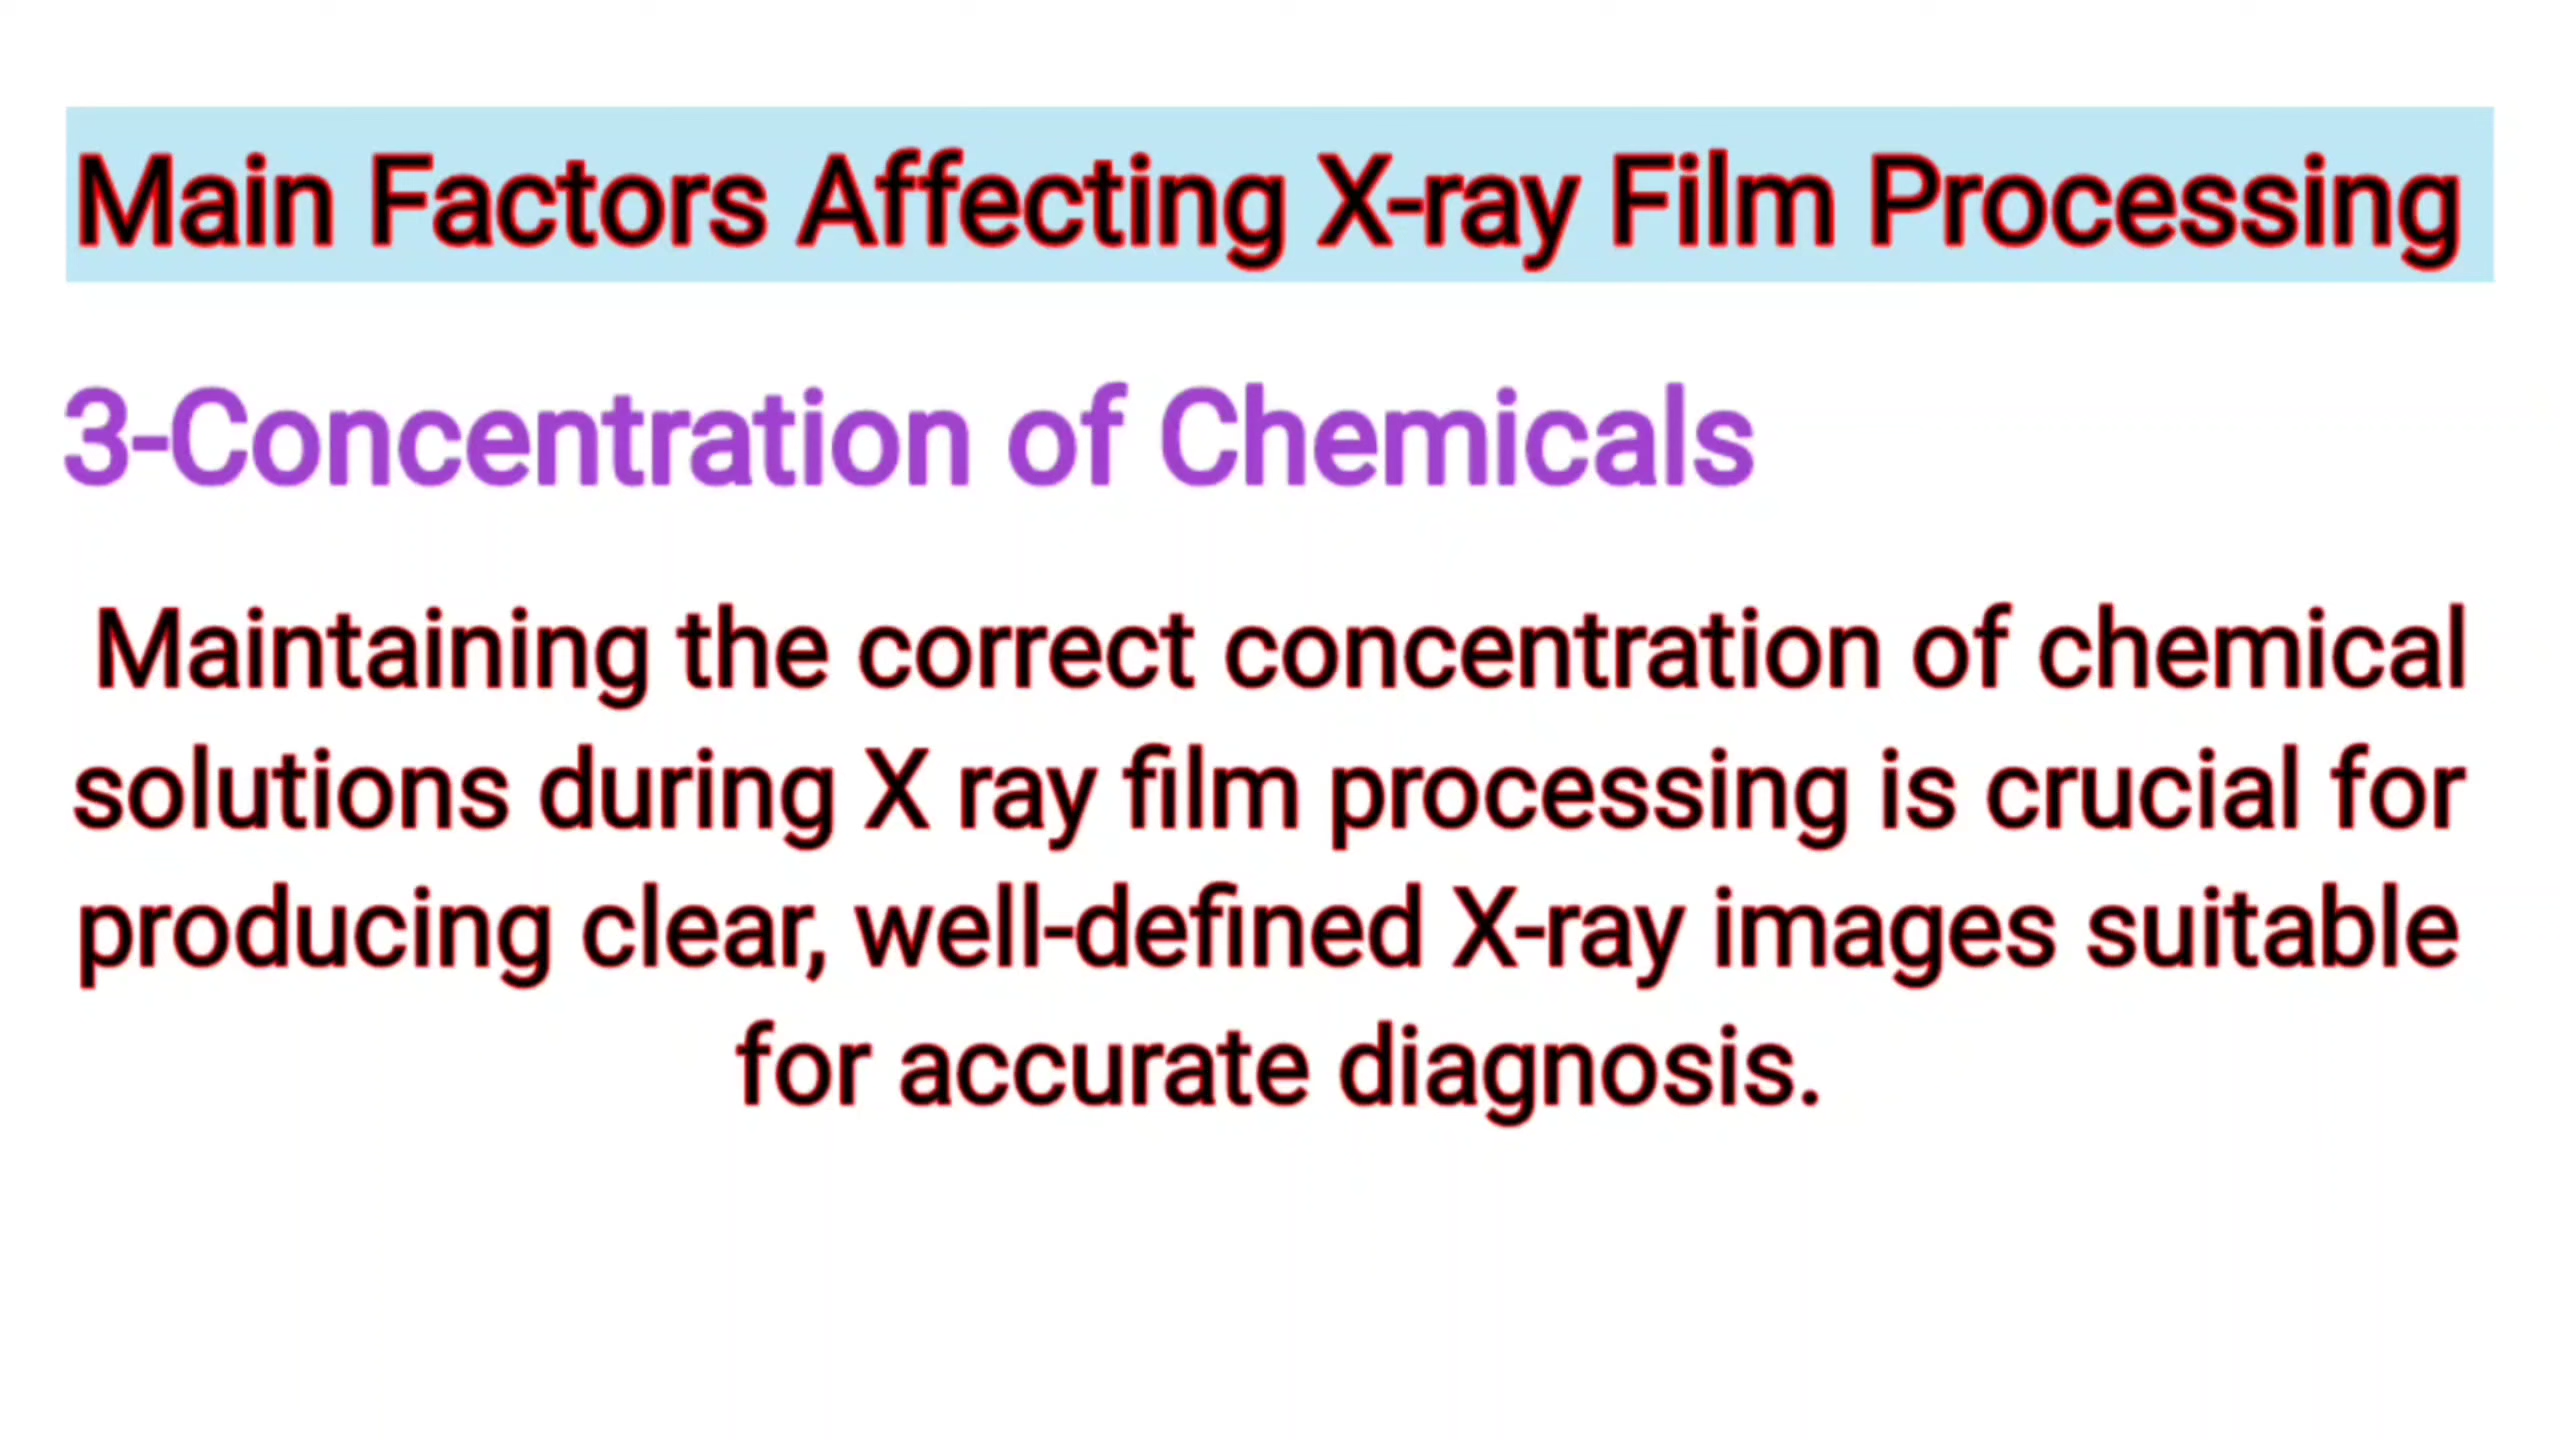 Main Factors Affecting X-ray Film Processing
3-Concentration of Chemicals
Maintaining the correct concentration of chemical
solutions during X ray film processing is crucial for
producing clear, well-defined X-ray images suitable
for accurate diagnosis.